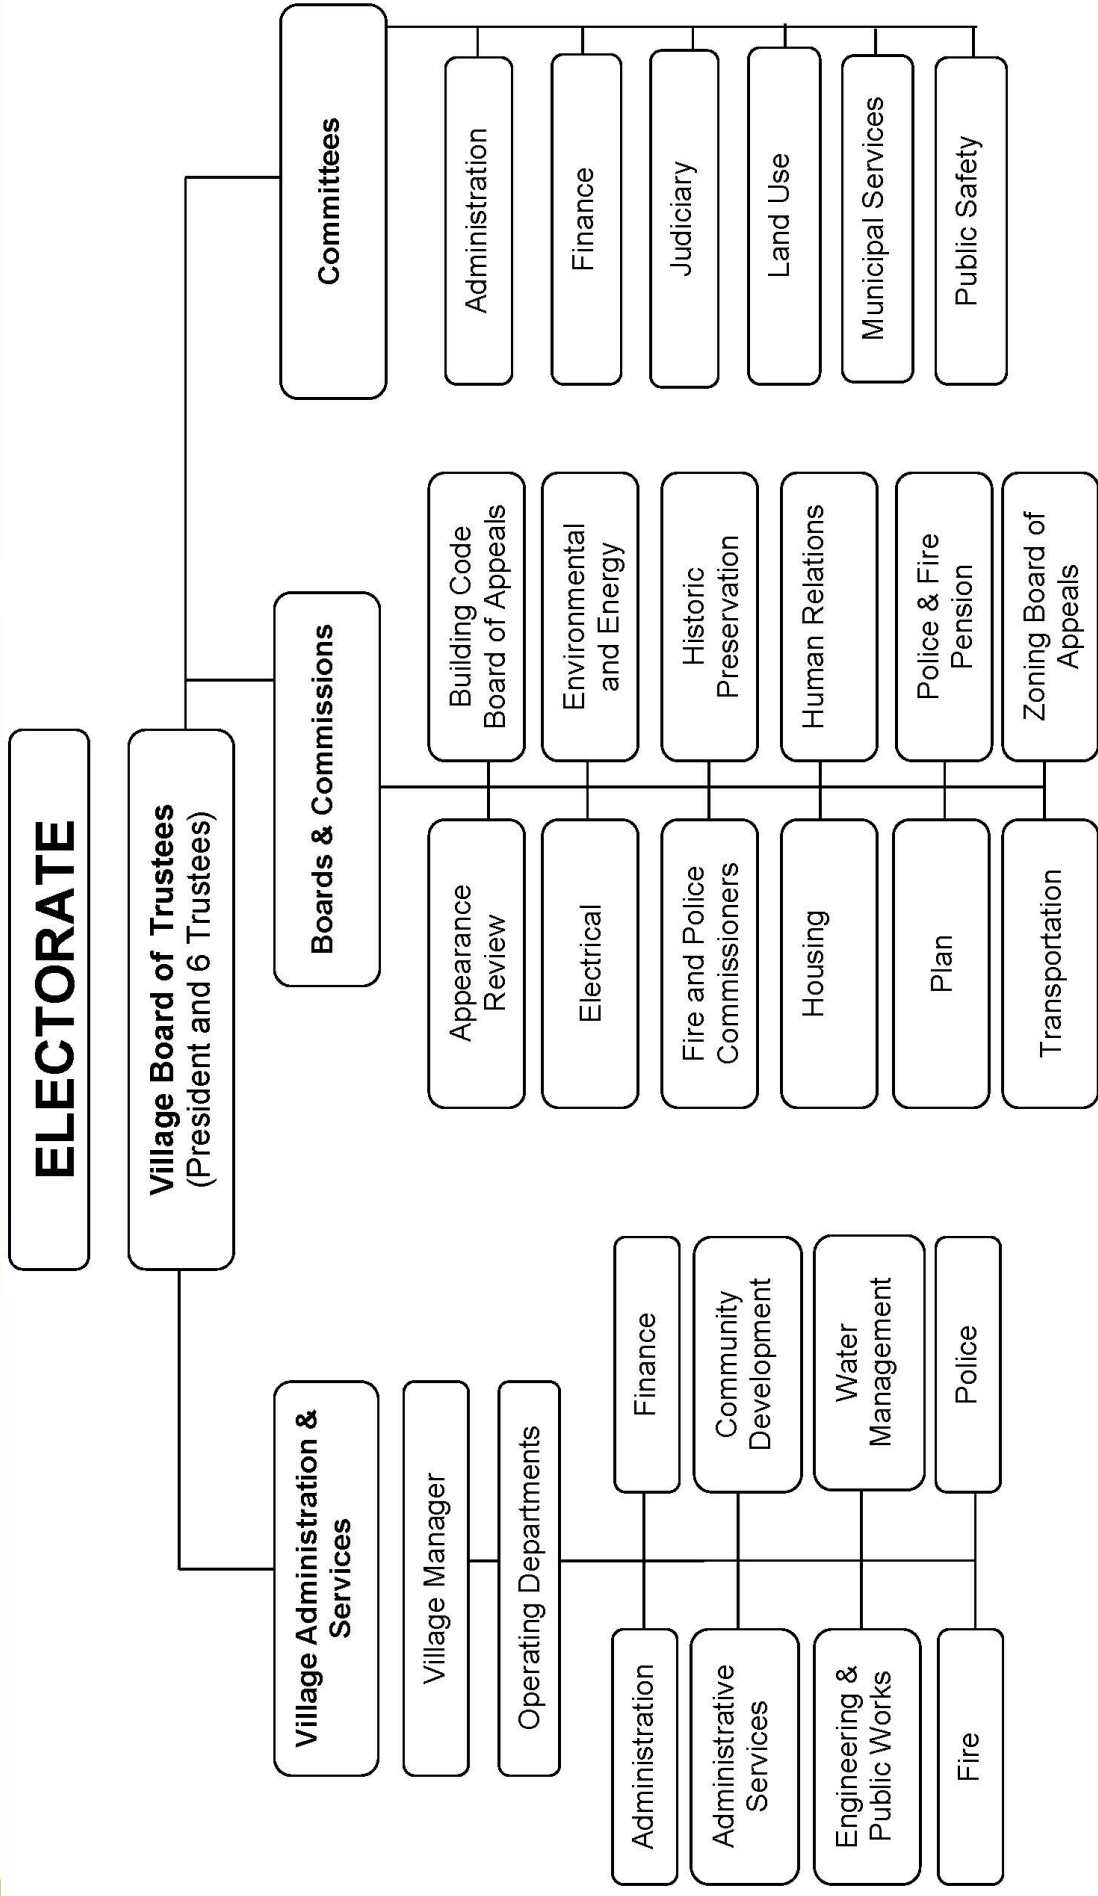 ELECTORATE
Village Board of Trustees
(President and 6 Trustees)
Village Administration &
Services
Village Manager
Operating Departments
Administration
Finance
Administrative
Services
Community
Development
Engineering &
Public Works
Water
Management
Fire
Police
Boards & Commissions
Appearance
Review
Building Code
Board of Appeals
Electrical
Environmental
and Energy
Fire and Police
Commissioners
Historic
Preservation
Housing
Human Relations
Plan
Police & Fire
Pension
Transportation
Zoning Board of
Appeals
Committees
Administration
Finance
Judiciary
Land Use
Municipal Services
Public Safety